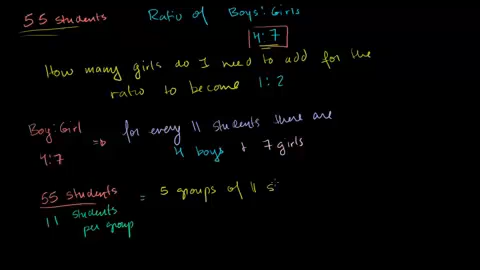 55 students
Ratio of Boys:Girls
4:7
How many girls do I need to add for the
ratio to become 1:2
Boy:Girl
4:7
=> for every 11 students there are
4 boys + 7 girls
55 students
11 students
per group
= 5 groups of 11 s